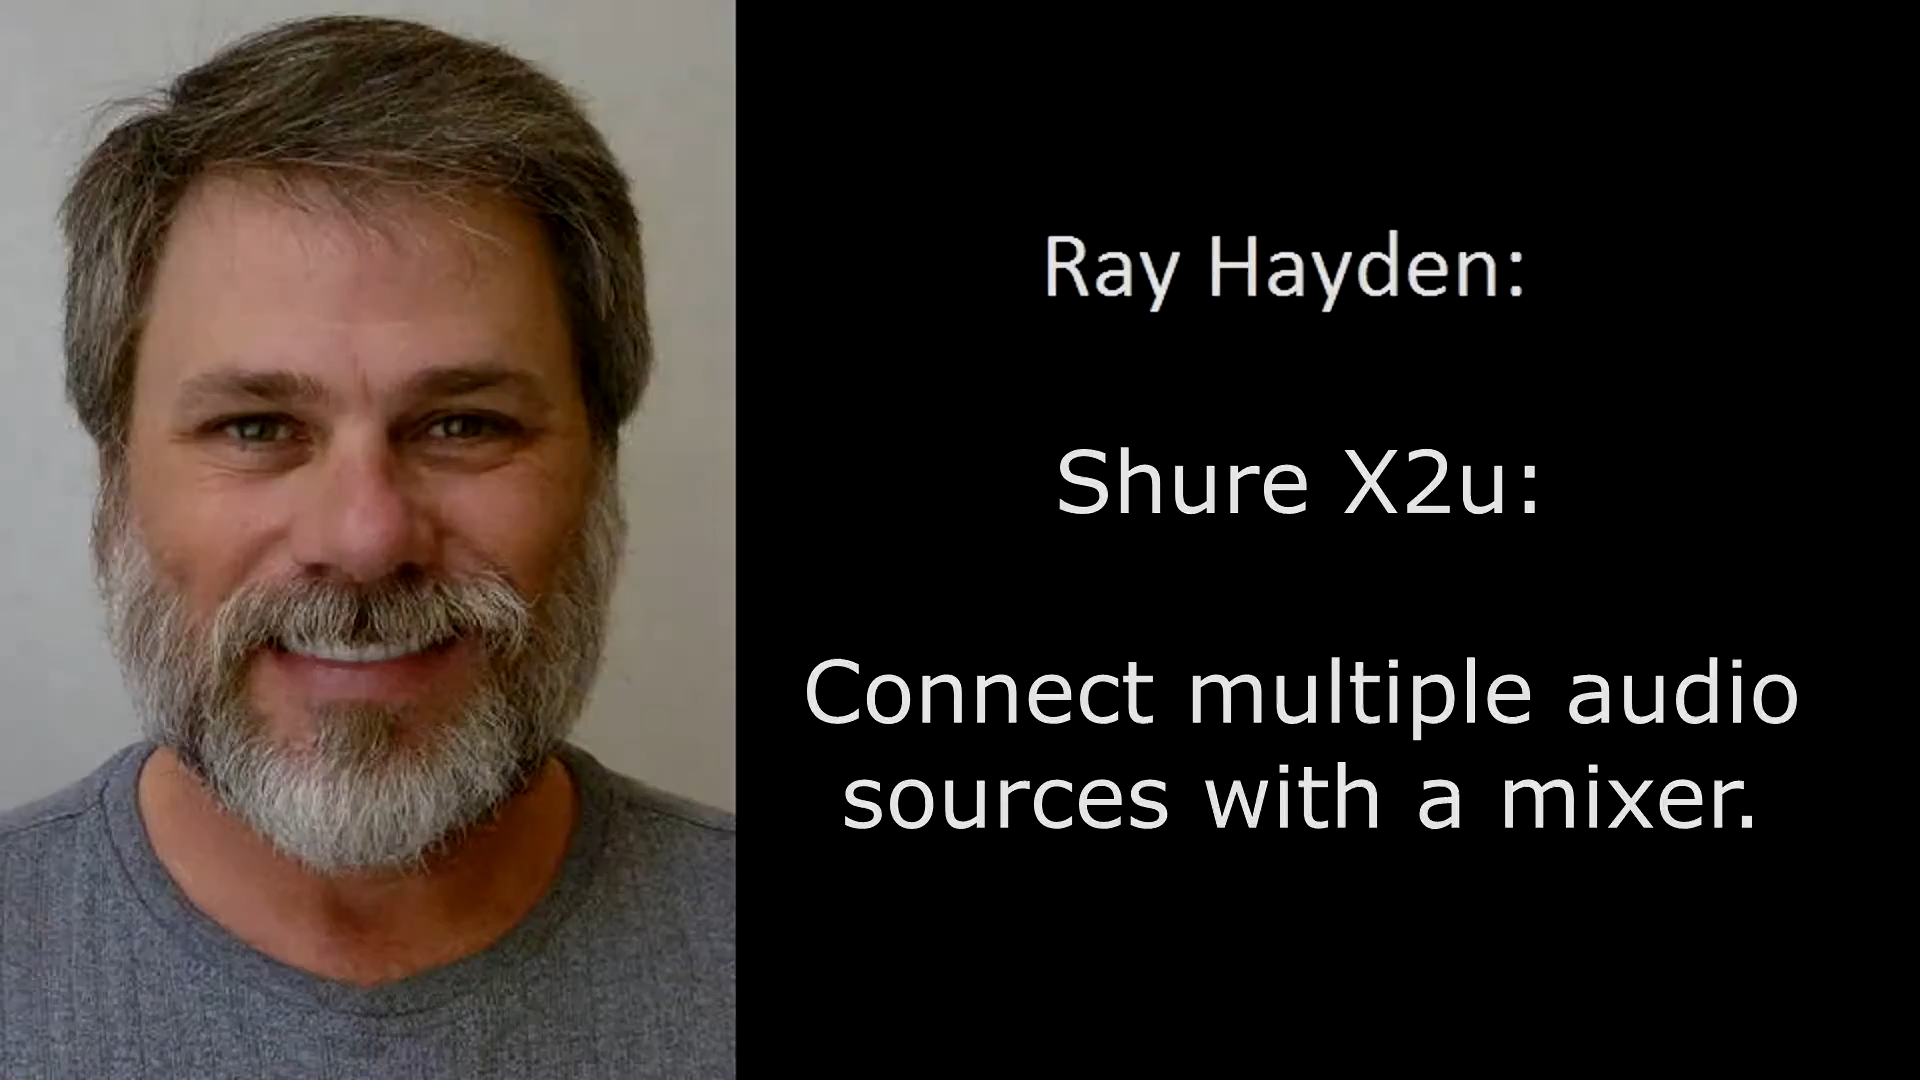 Ray Hayden:
Shure X2u:
Connect multiple audio
sources with a mixer.